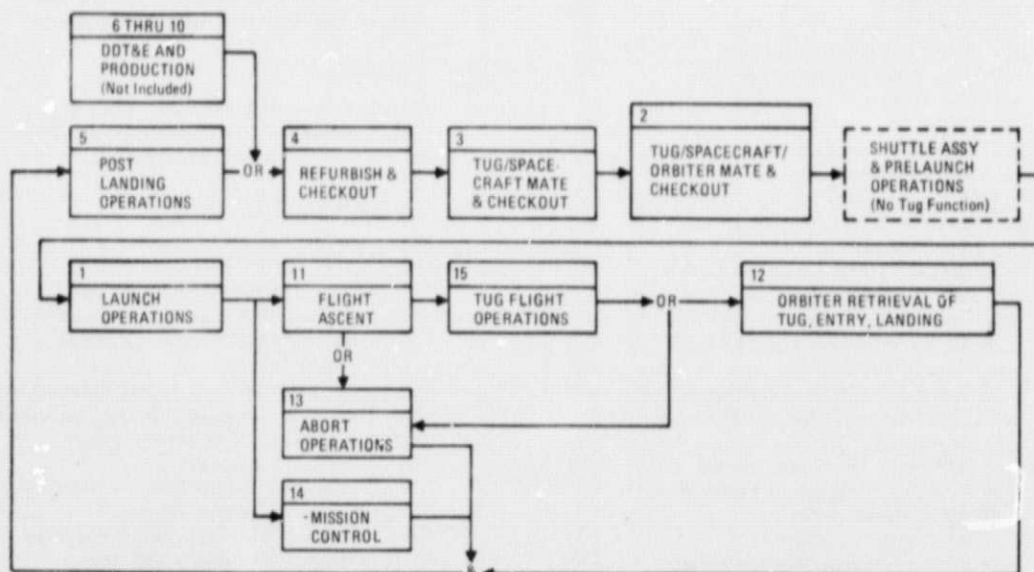 6 THRU 10
DDT&E AND
PRODUCTION
(Not Included)
5
POST
LANDING
OPERATIONS
OR
4
REFURBISH &
CHECKOUT
3
TUG/SPACE-
CRAFT MATE
& CHECKOUT
2
TUG/SPACECRAFT/
ORBITER MATE &
CHECKOUT
SHUTTLE ASSY
& PRELAUNCH
OPERATIONS
(No Tug Function)
1
LAUNCH
OPERATIONS
11
FLIGHT
ASCENT
15
TUG FLIGHT
OPERATIONS
OR
12
ORBITER RETRIEVAL OF
TUG, ENTRY, LANDING
OR
13
ABORT
OPERATIONS
14
-MISSION
CONTROL